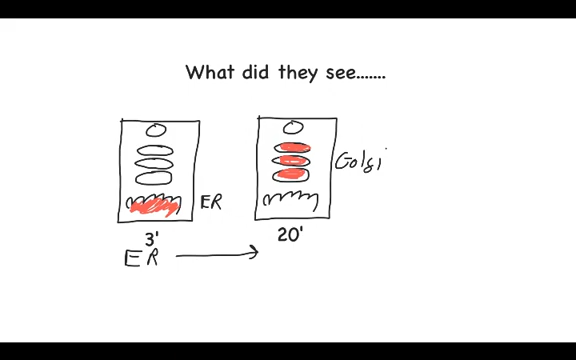 What did they see.......
Golgi
ER
3'
20'
ER